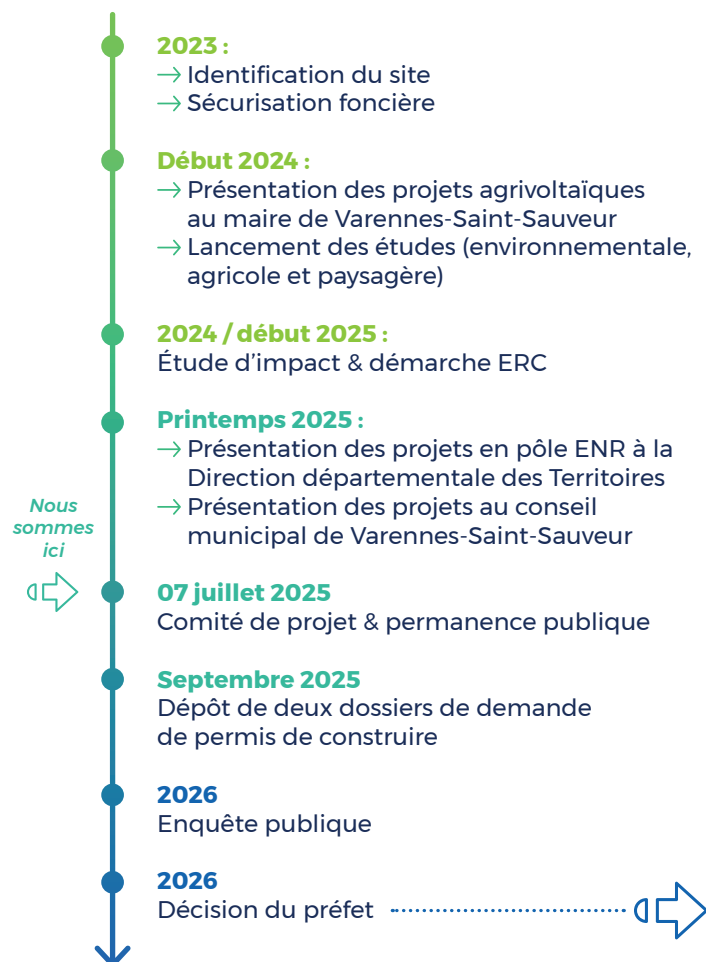 2023 :
→ Identification du site
→ Sécurisation foncière
Début 2024 :
→ Présentation des projets agrivoltaïques
au maire de Varennes-Saint-Sauveur
→ Lancement des études (environnementale,
agricole et paysagère)
2024 / début 2025 :
Étude d’impact & démarche ERC
Printemps 2025 :
→ Présentation des projets en pôle ENR à la
Direction départementale des Territoires
→ Présentation des projets au conseil
municipal de Varennes-Saint-Sauveur
Nous
sommes
ici
07 juillet 2025
Comité de projet & permanence publique
Septembre 2025
Dépôt de deux dossiers de demande
de permis de construire
2026
Enquête publique
2026
Décision du préfet